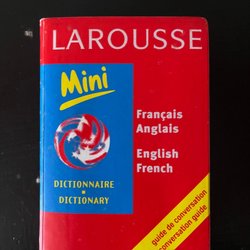 LAROUSSE
Mini
Français
Anglais
English
French
DICTIONNAIRE
•
DICTIONARY
guide de conversation
conversation guide